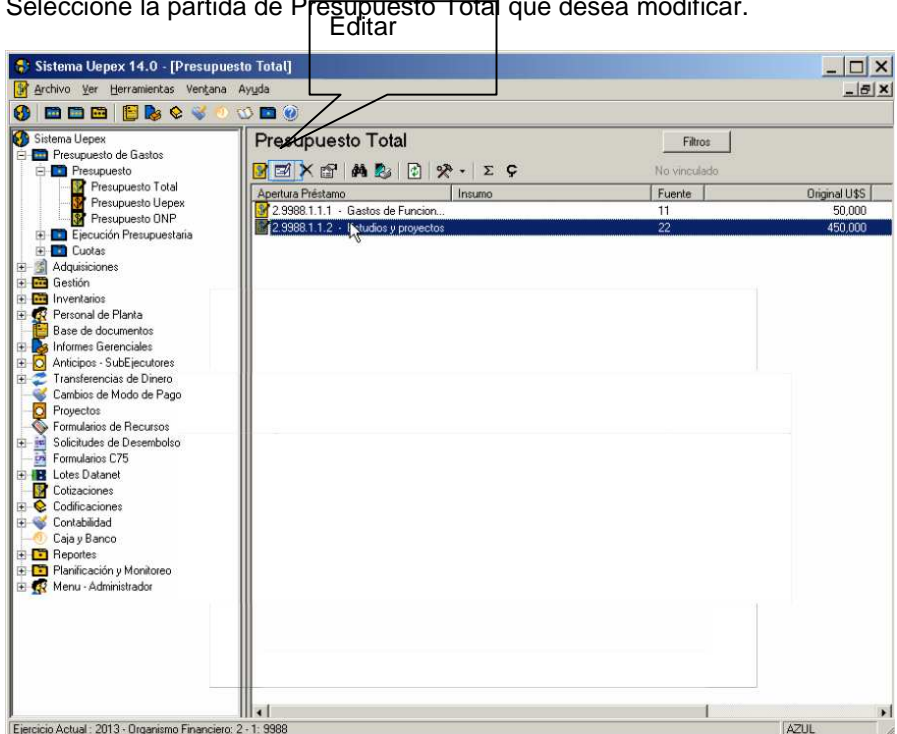 Seleccione la partida de Presupuesto Total que desea modificar.
Editar
Sistema Uepex 14.0 - [Presupuesto Total]
Archivo Ver Herramientas Ventana Ayuda
Sistema Uepex
Presupuesto de Gastos
Presupuesto
Presupuesto Total
Presupuesto Uepex
Presupuesto ONP
Ejecución Presupuestaria
Cuotas
Adquisiciones
Gestión
Inventarios
Personal de Planta
Base de documentos
Informes Gerenciales
Anticipos - SubEjecutores
Transferencias de Dinero
Cambios de Modo de Pago
Proyectos
Formularios de Recursos
Solicitudes de Desembolso
Formularios C75
Lotes Datanet
Cotizaciones
Codificaciones
Contabilidad
Caja y Banco
Reportes
Planificación y Monitoreo
Menu - Administrador
Presupuesto Total
Filtros
Σ Ç No vinculado
Apertura Préstamo Insumo Fuente Original U$S
2.9988.1.1.1 - Gastos de Funcion... 11 50,000
2.9988.1.1.2 - Estudios y proyectos 22 450,000
Ejercicio Actual : 2013 - Organismo Financiero: 2 - 1: 9988 AZUL